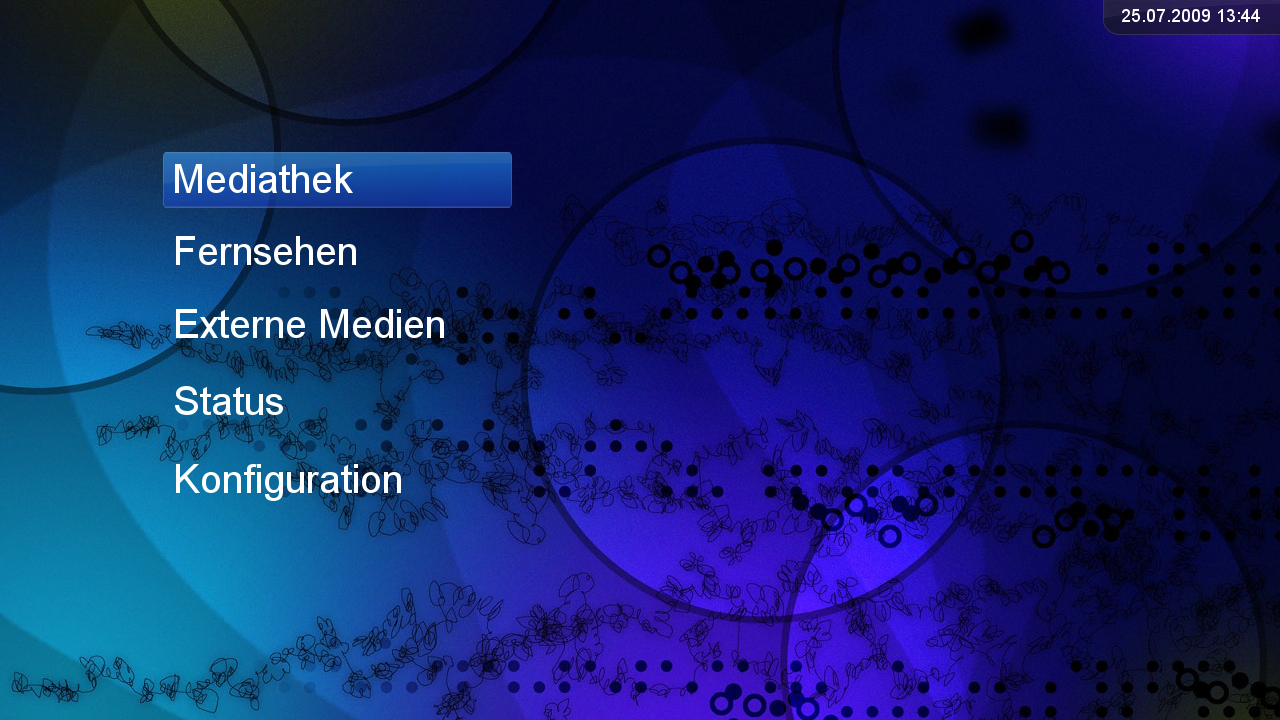 25.07.2009 13:44
Mediathek
Fernsehen
Externe Medien
Status
Konfiguration